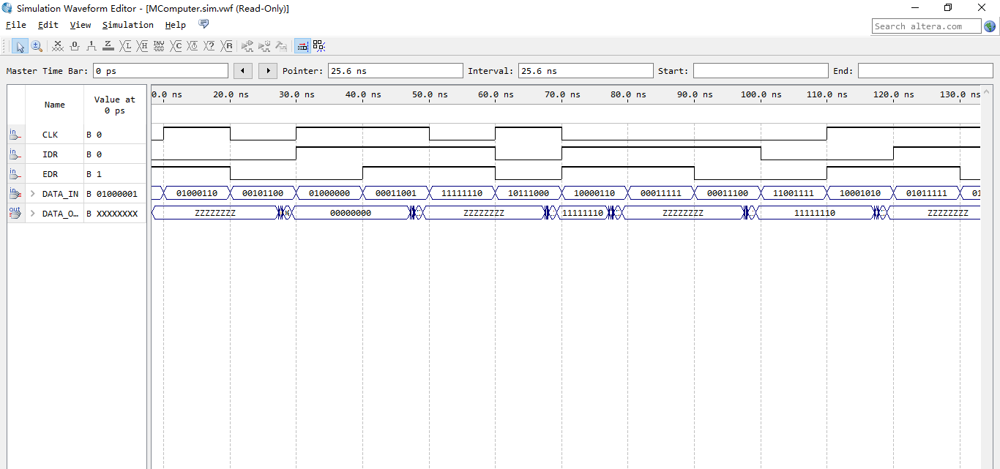 Simulation Waveform Editor - [MComputer.sim.vwf (Read-Only)]
File Edit View Simulation Help
Search altera.com
Master Time Bar: 0 ps Pointer: 25.6 ns Interval: 25.6 ns Start: End:
Name Value at 0 ps 0.0 ns 20.0 ns 30.0 ns 40.0 ns 50.0 ns 60.0 ns 70.0 ns 80.0 ns 90.0 ns 100.0 ns 110.0 ns 120.0 ns 130.0 ns
in CLK B 0
in IDR B 0
in EDR B 1
in DATA_IN B 01000001 01000110 00101100 01000000 00011001 11111110 10111000 10000110 00011111 00011100 11001111 10001010 01011111 01
out DATA_O... B XXXXXXXX ZZZZZZZZ 00000000 ZZZZZZZZ 11111110 ZZZZZZZZ 11111110 ZZZZZZZZ